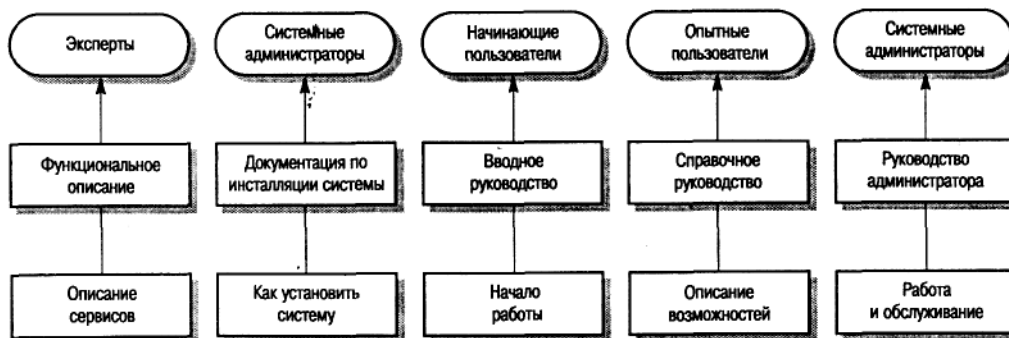 Эксперты
Системные
администраторы
Начинающие
пользователи
Опытные
пользователи
Системные
администраторы
Функциональное
описание
Документация по
инсталляции системы
Вводное
руководство
Справочное
руководство
Руководство
администратора
Описание
сервисов
Как установить
систему
Начало
работы
Описание
возможностей
Работа
и обслуживание